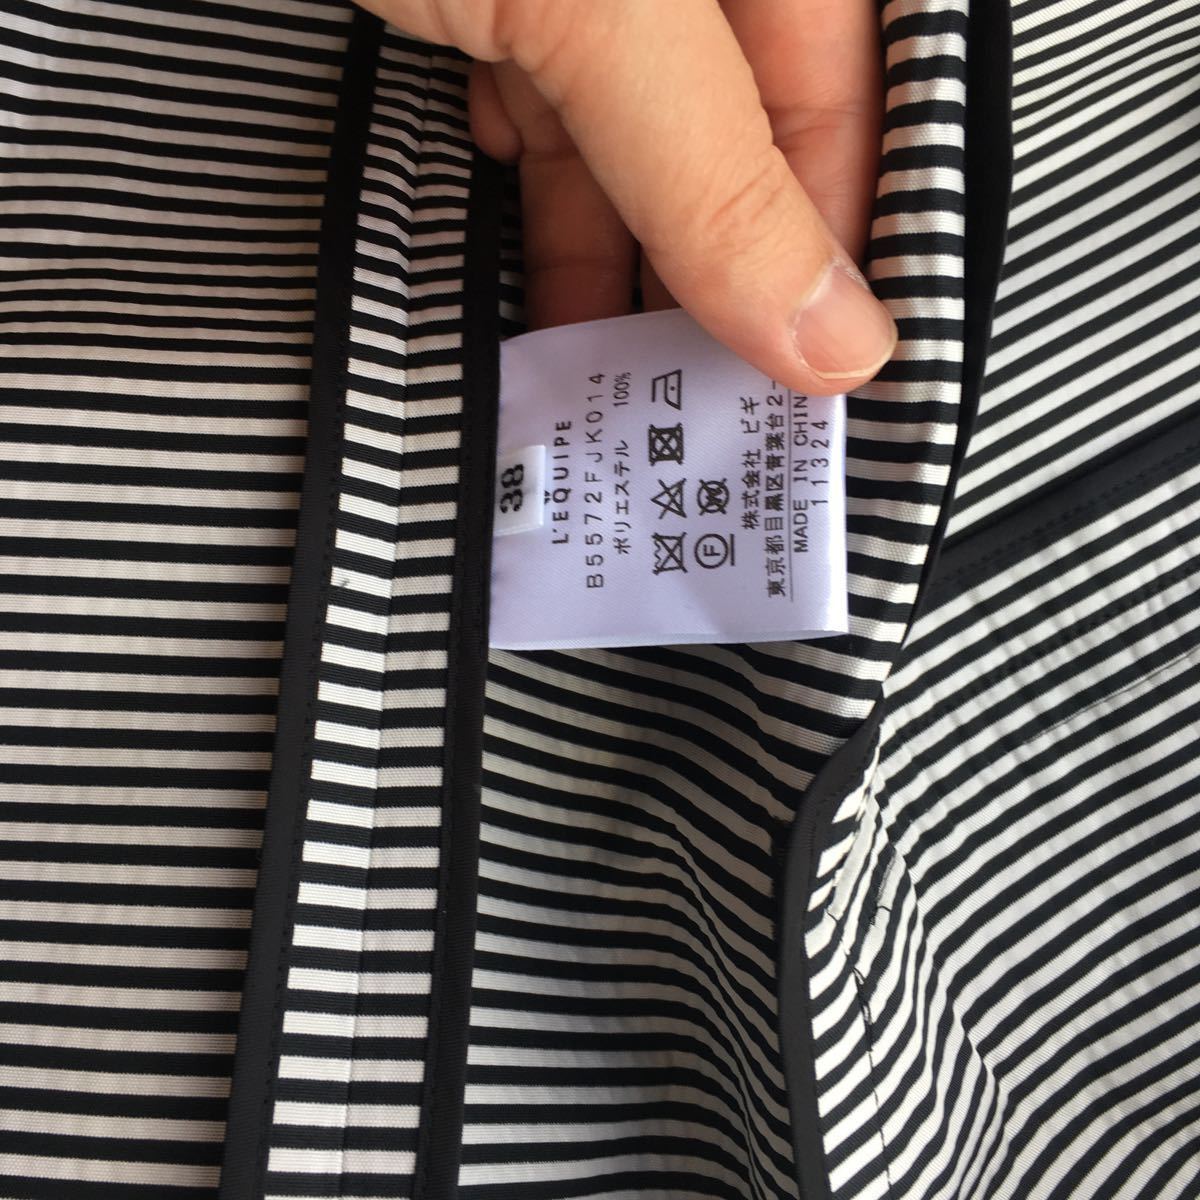 38
L'EQUIPE
B5572FJK014
ポリエステル 100%
F
W
株式会社 ビギ
東京都目黒区青葉台2-
MADE IN CHIN
11324